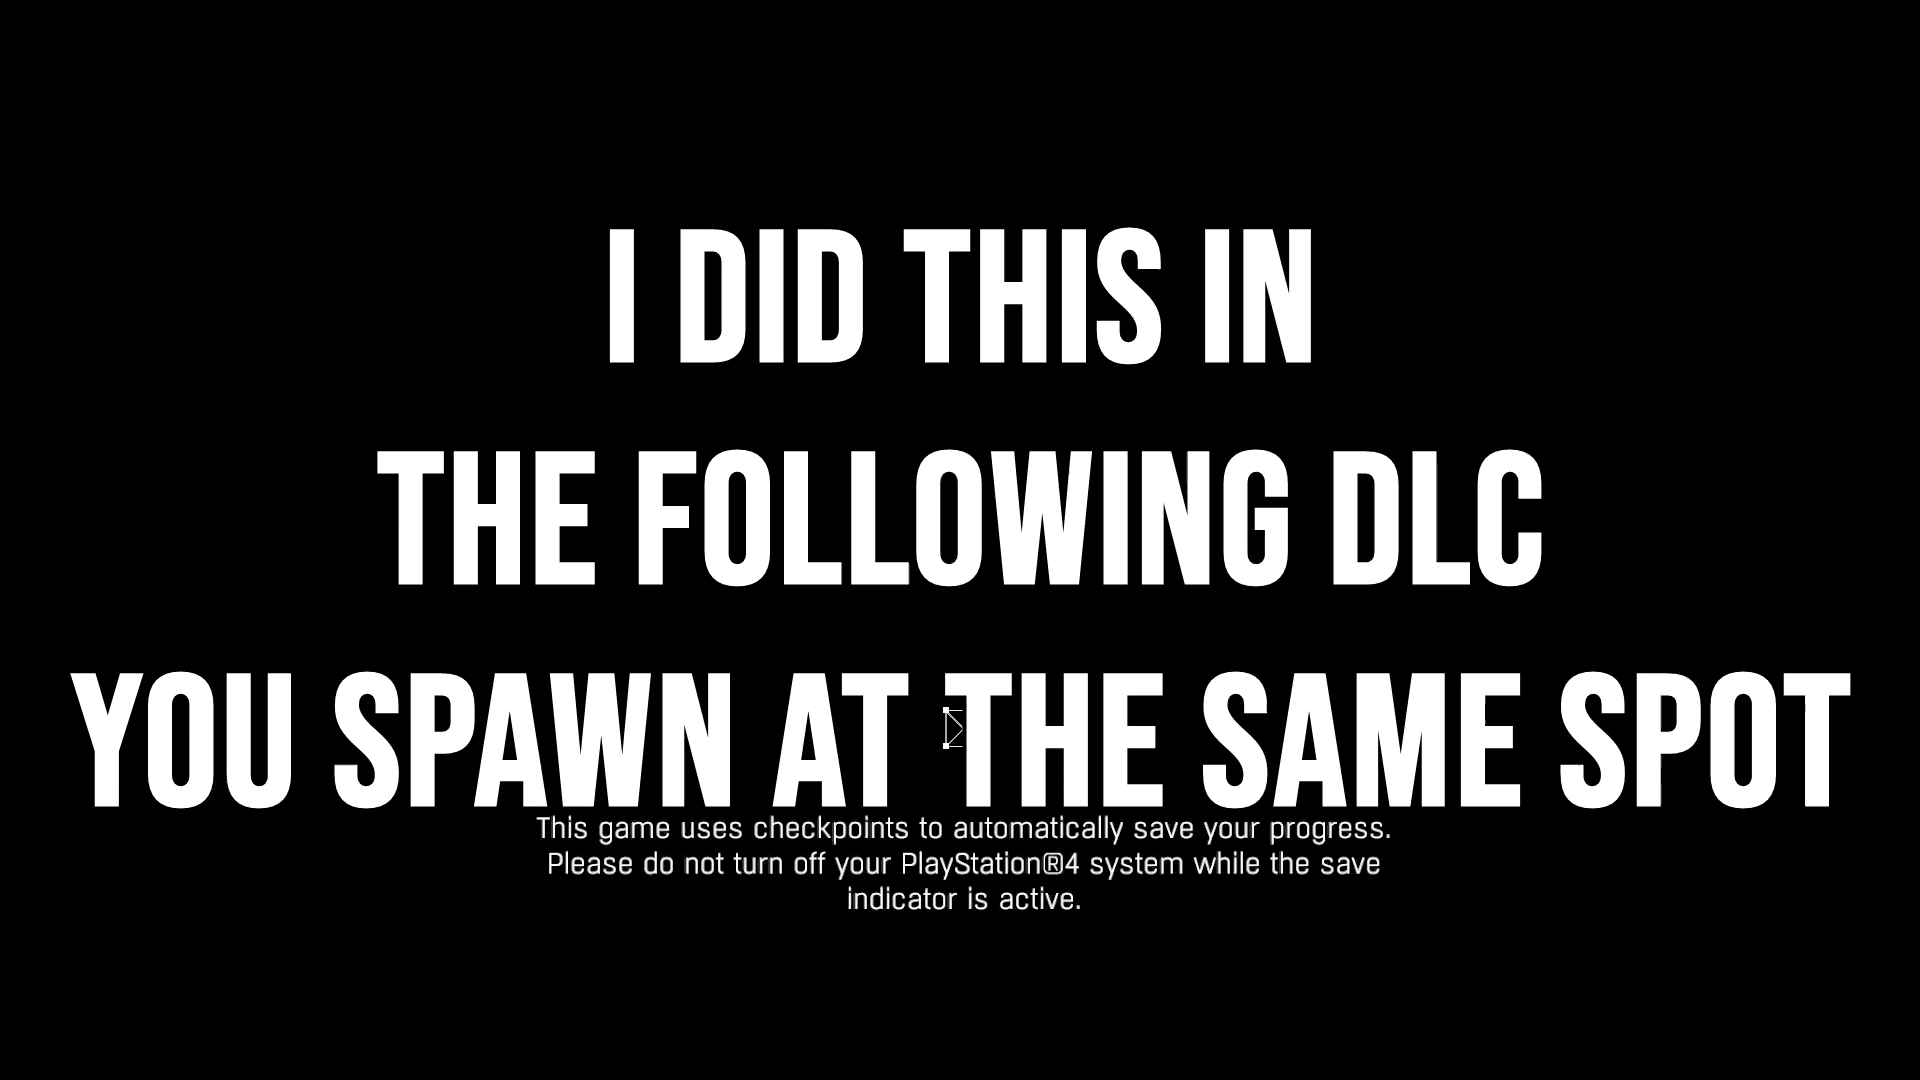 I DID THIS IN
THE FOLLOWING DLC
YOU SPAWN AT THE SAME SPOT
This game uses checkpoints to automatically save your progress.
Please do not turn off your PlayStation®4 system while the save
indicator is active.